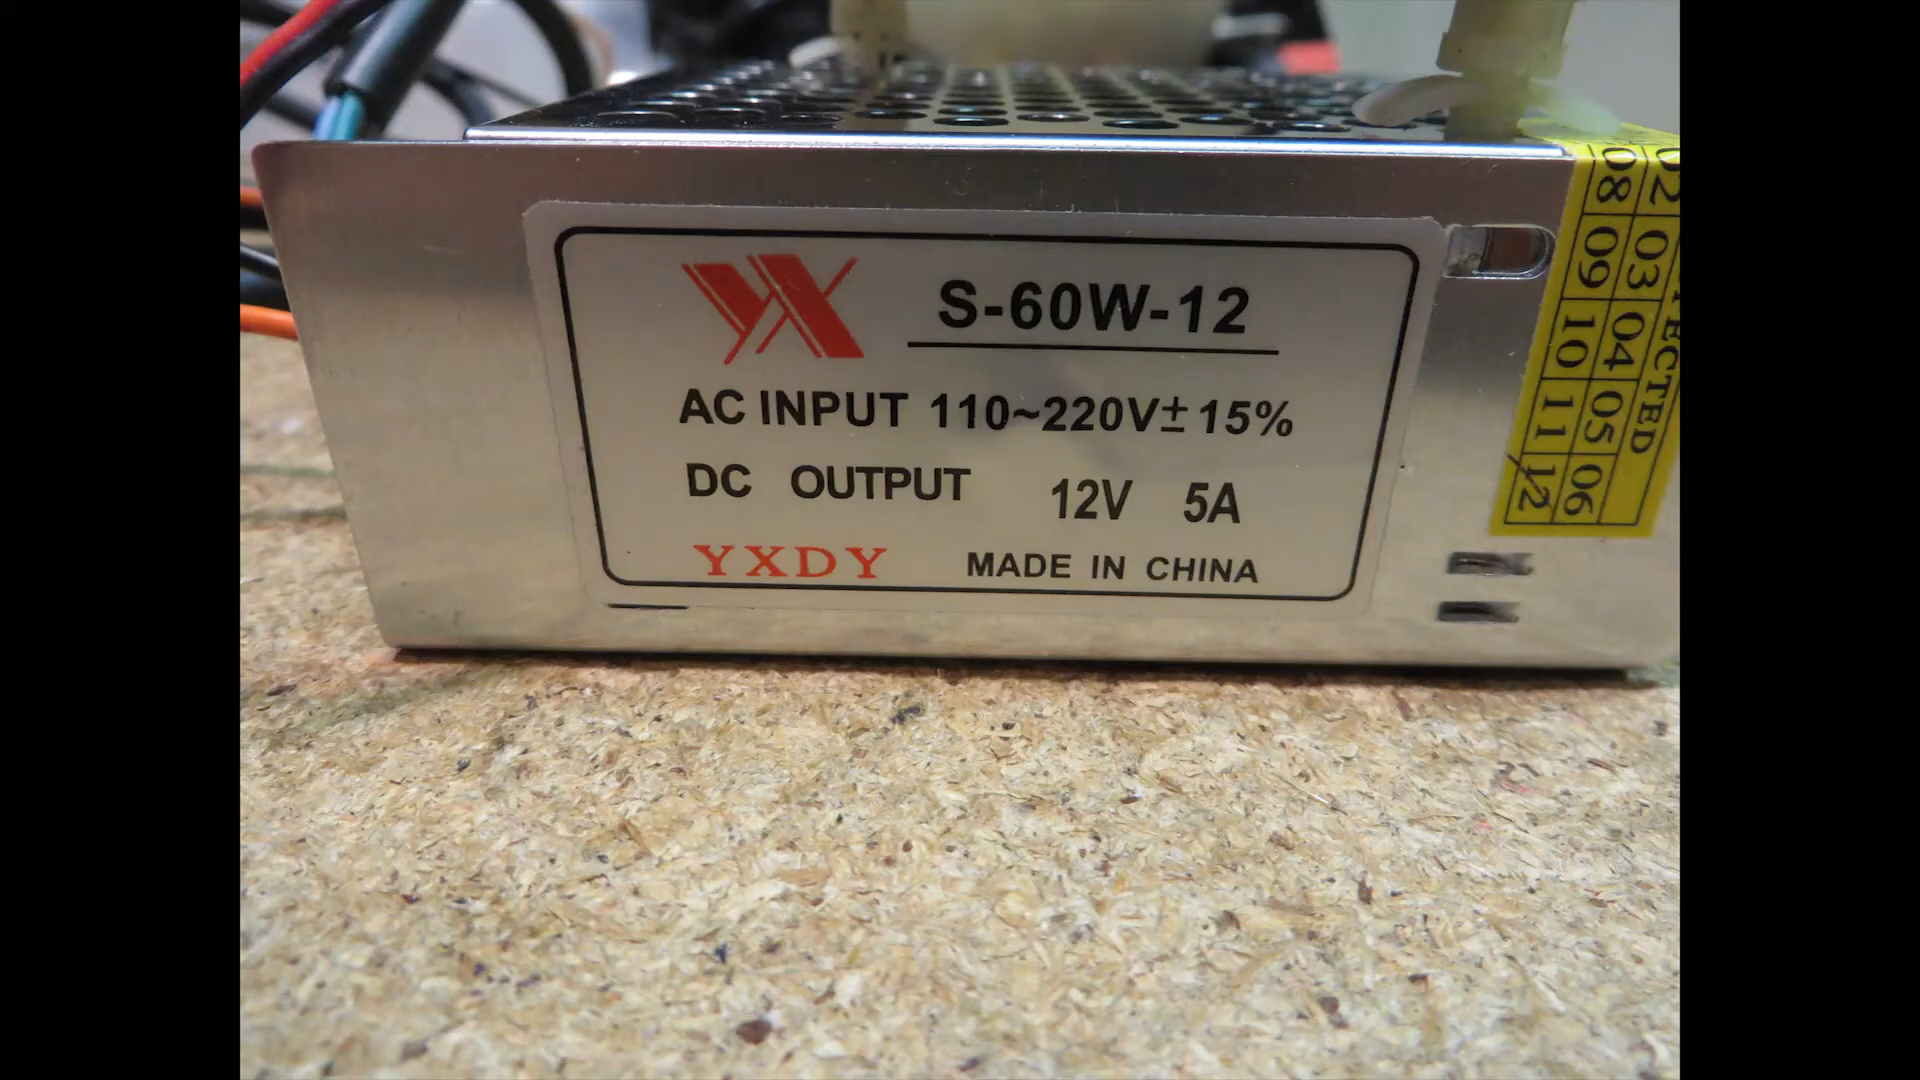 S-60W-12
AC INPUT 110~220V±15%
DC OUTPUT 12V 5A
YXDY MADE IN CHINA
02 03 04 05 06
08 09 10 11 12